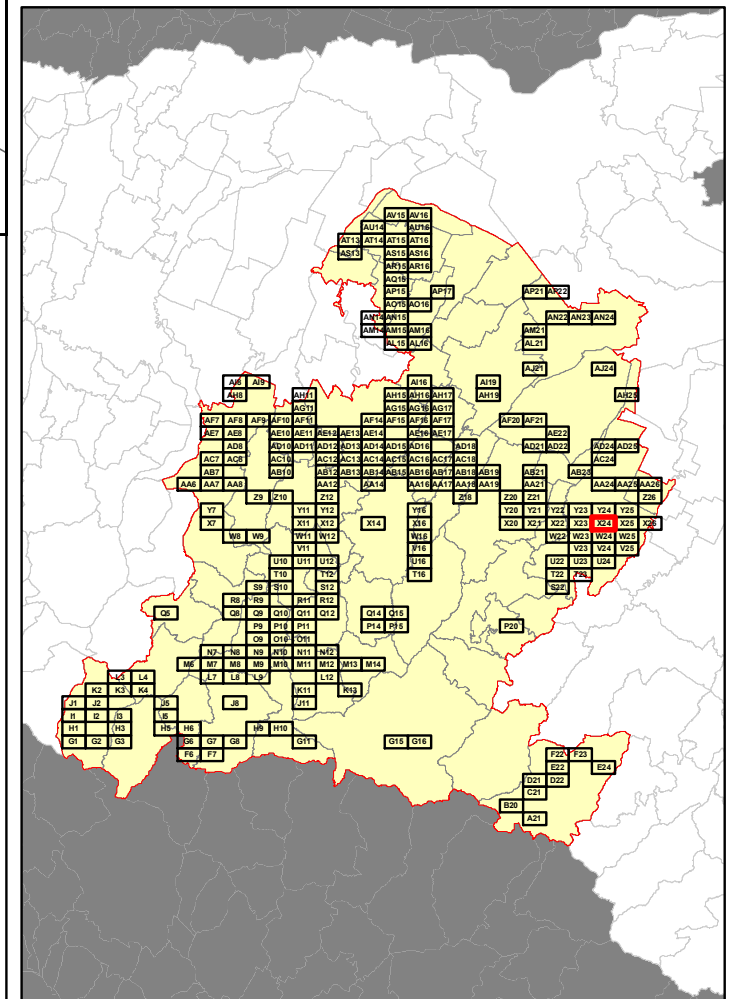 AV15 AV16
AU14 AU16
AT13 AT14 AT15 AT16
AS13 AS15 AS16
AR15 AR16
AQ15
AP15 AP17 AP21 AP22
AO15 AO16
AN14 AN15 AN22 AN23 AN24
AM14 AM15 AM16 AM21
AL15 AL16 AL21
AJ21 AJ24
AI8 AI9 AI16 AI19
AH8 AH11 AH15 AH16 AH17 AH19 AH25
AG11 AG15 AG16 AG17
AF7 AF8 AF9 AF10 AF11 AF14 AF15 AF16 AF17 AF20 AF21
AE7 AE8 AE10 AE11 AE12 AE13 AE14 AE16 AE17 AE22
AD8 AD10 AD11 AD12 AD13 AD14 AD15 AD16 AD18 AD21 AD22 AD24 AD25
AC7 AC8 AC10 AC12 AC13 AC14 AC15 AC16 AC17 AC18 AC24
AB7 AB10 AB12 AB13 AB14 AB15 AB16 AB17 AB18 AB19 AB21 AB23
AA6 AA7 AA8 AA12 AA14 AA16 AA17 AA18 AA19 AA21 AA24 AA25 AA26
Z9 Z10 Z12 Z18 Z20 Z21 Z26
Y7 Y11 Y12 Y16 Y20 Y21 Y22 Y23 Y24 Y25
X7 X11 X12 X14 X16 X20 X21 X22 X23 X24 X25 X26
W8 W9 W11 W12 W16 W22 W23 W24 W25
V11 V16 V23 V24 V25
U10 U11 U12 U16 U22 U23 U24
T10 T12 T16 T22 T23
S9 S10 S12 S22
R8 R9 R11 R12
Q5 Q8 Q9 Q10 Q11 Q12 Q14 Q15
P9 P10 P11 P14 P15 P20
O9 O10 O11
N7 N8 N9 N10 N11 N12
M6 M7 M8 M9 M10 M11 M12 M13 M14
L3 L4 L7 L8 L9 L12
K2 K3 K4 K11 K13
J1 J2 J5 J8 J11
I1 I2 I3 I5
H1 H3 H5 H6 H9 H10
G1 G2 G3 G6 G7 G8 G11 G15 G16
F6 F7 F22 F23
E22 E24
D21 D22
C21
B20
A21